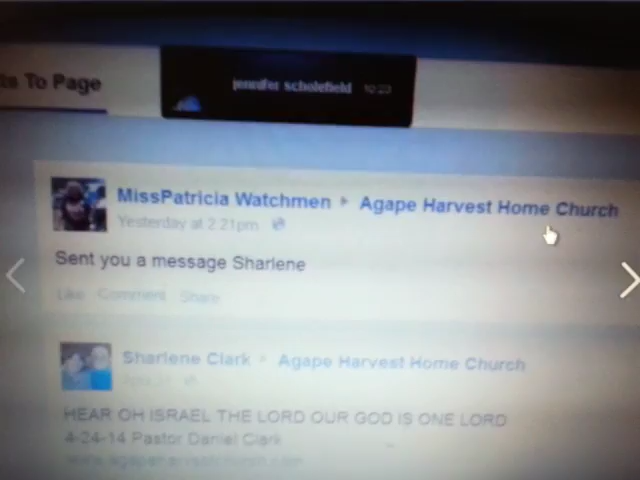 ts To Page
jennifer scholefield 10:23
MissPatricia Watchmen ▸ Agape Harvest Home Church
Yesterday at 2:21pm
Sent you a message Sharlene
Like Comment Share
Sharlene Clark ▸ Agape Harvest Home Church
HEAR OH ISRAEL THE LORD OUR GOD IS ONE LORD
4-24-14 Pastor Daniel Clark